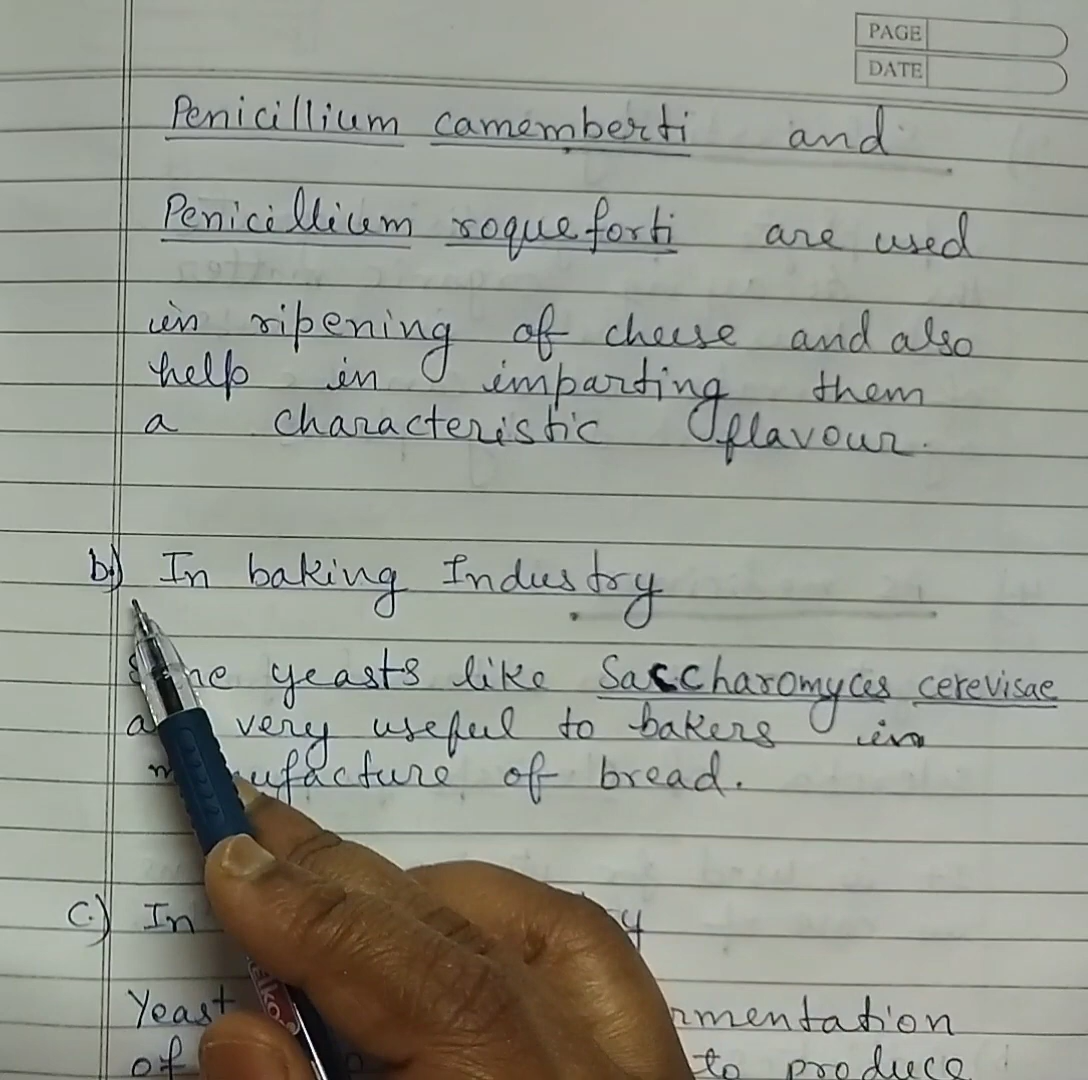 PAGE
DATE
Penicillium camemberti and
Penicillium roqueforti are used
in ripening of cheese and also
help in imparting them
a characteristic flavour.
b) In baking Industry
yeasts like Saccharomyces cerevisae
very useful to bakers in
manufacture of bread.
c) In
Yeast
of to produce